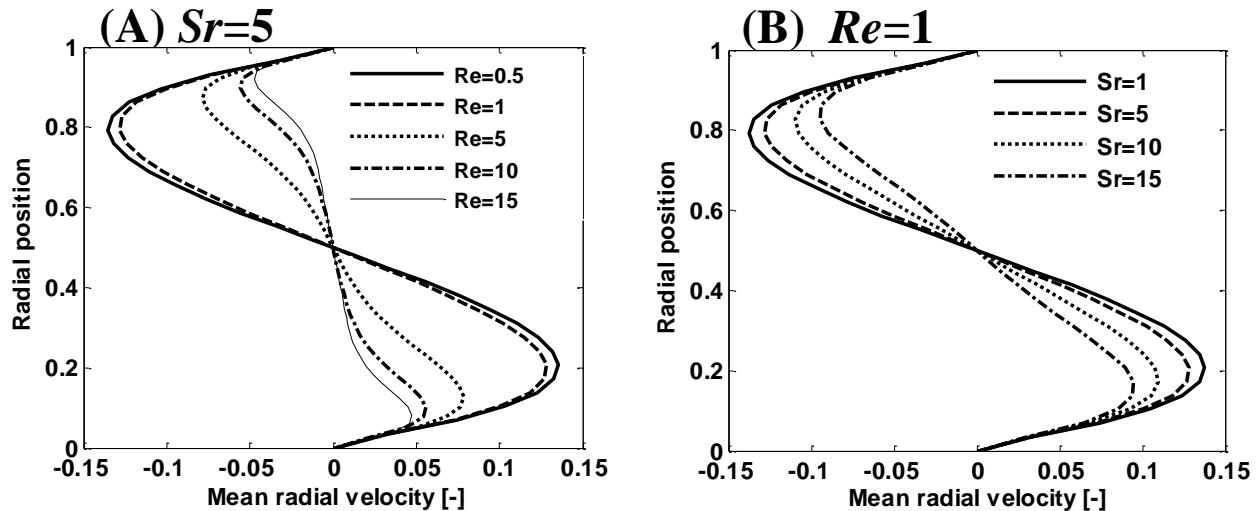 (A) Sr=5
1
0.8
0.6
0.4
0.2
0
Radial position
Re=0.5
Re=1
Re=5
Re=10
Re=15
-0.15
-0.1
-0.05
0
0.05
0.1
0.15
Mean radial velocity [-]
(B) Re=1
1
0.8
0.6
0.4
0.2
0
Radial position
Sr=1
Sr=5
Sr=10
Sr=15
-0.15
-0.1
-0.05
0
0.05
0.1
0.15
Mean radial velocity [-]